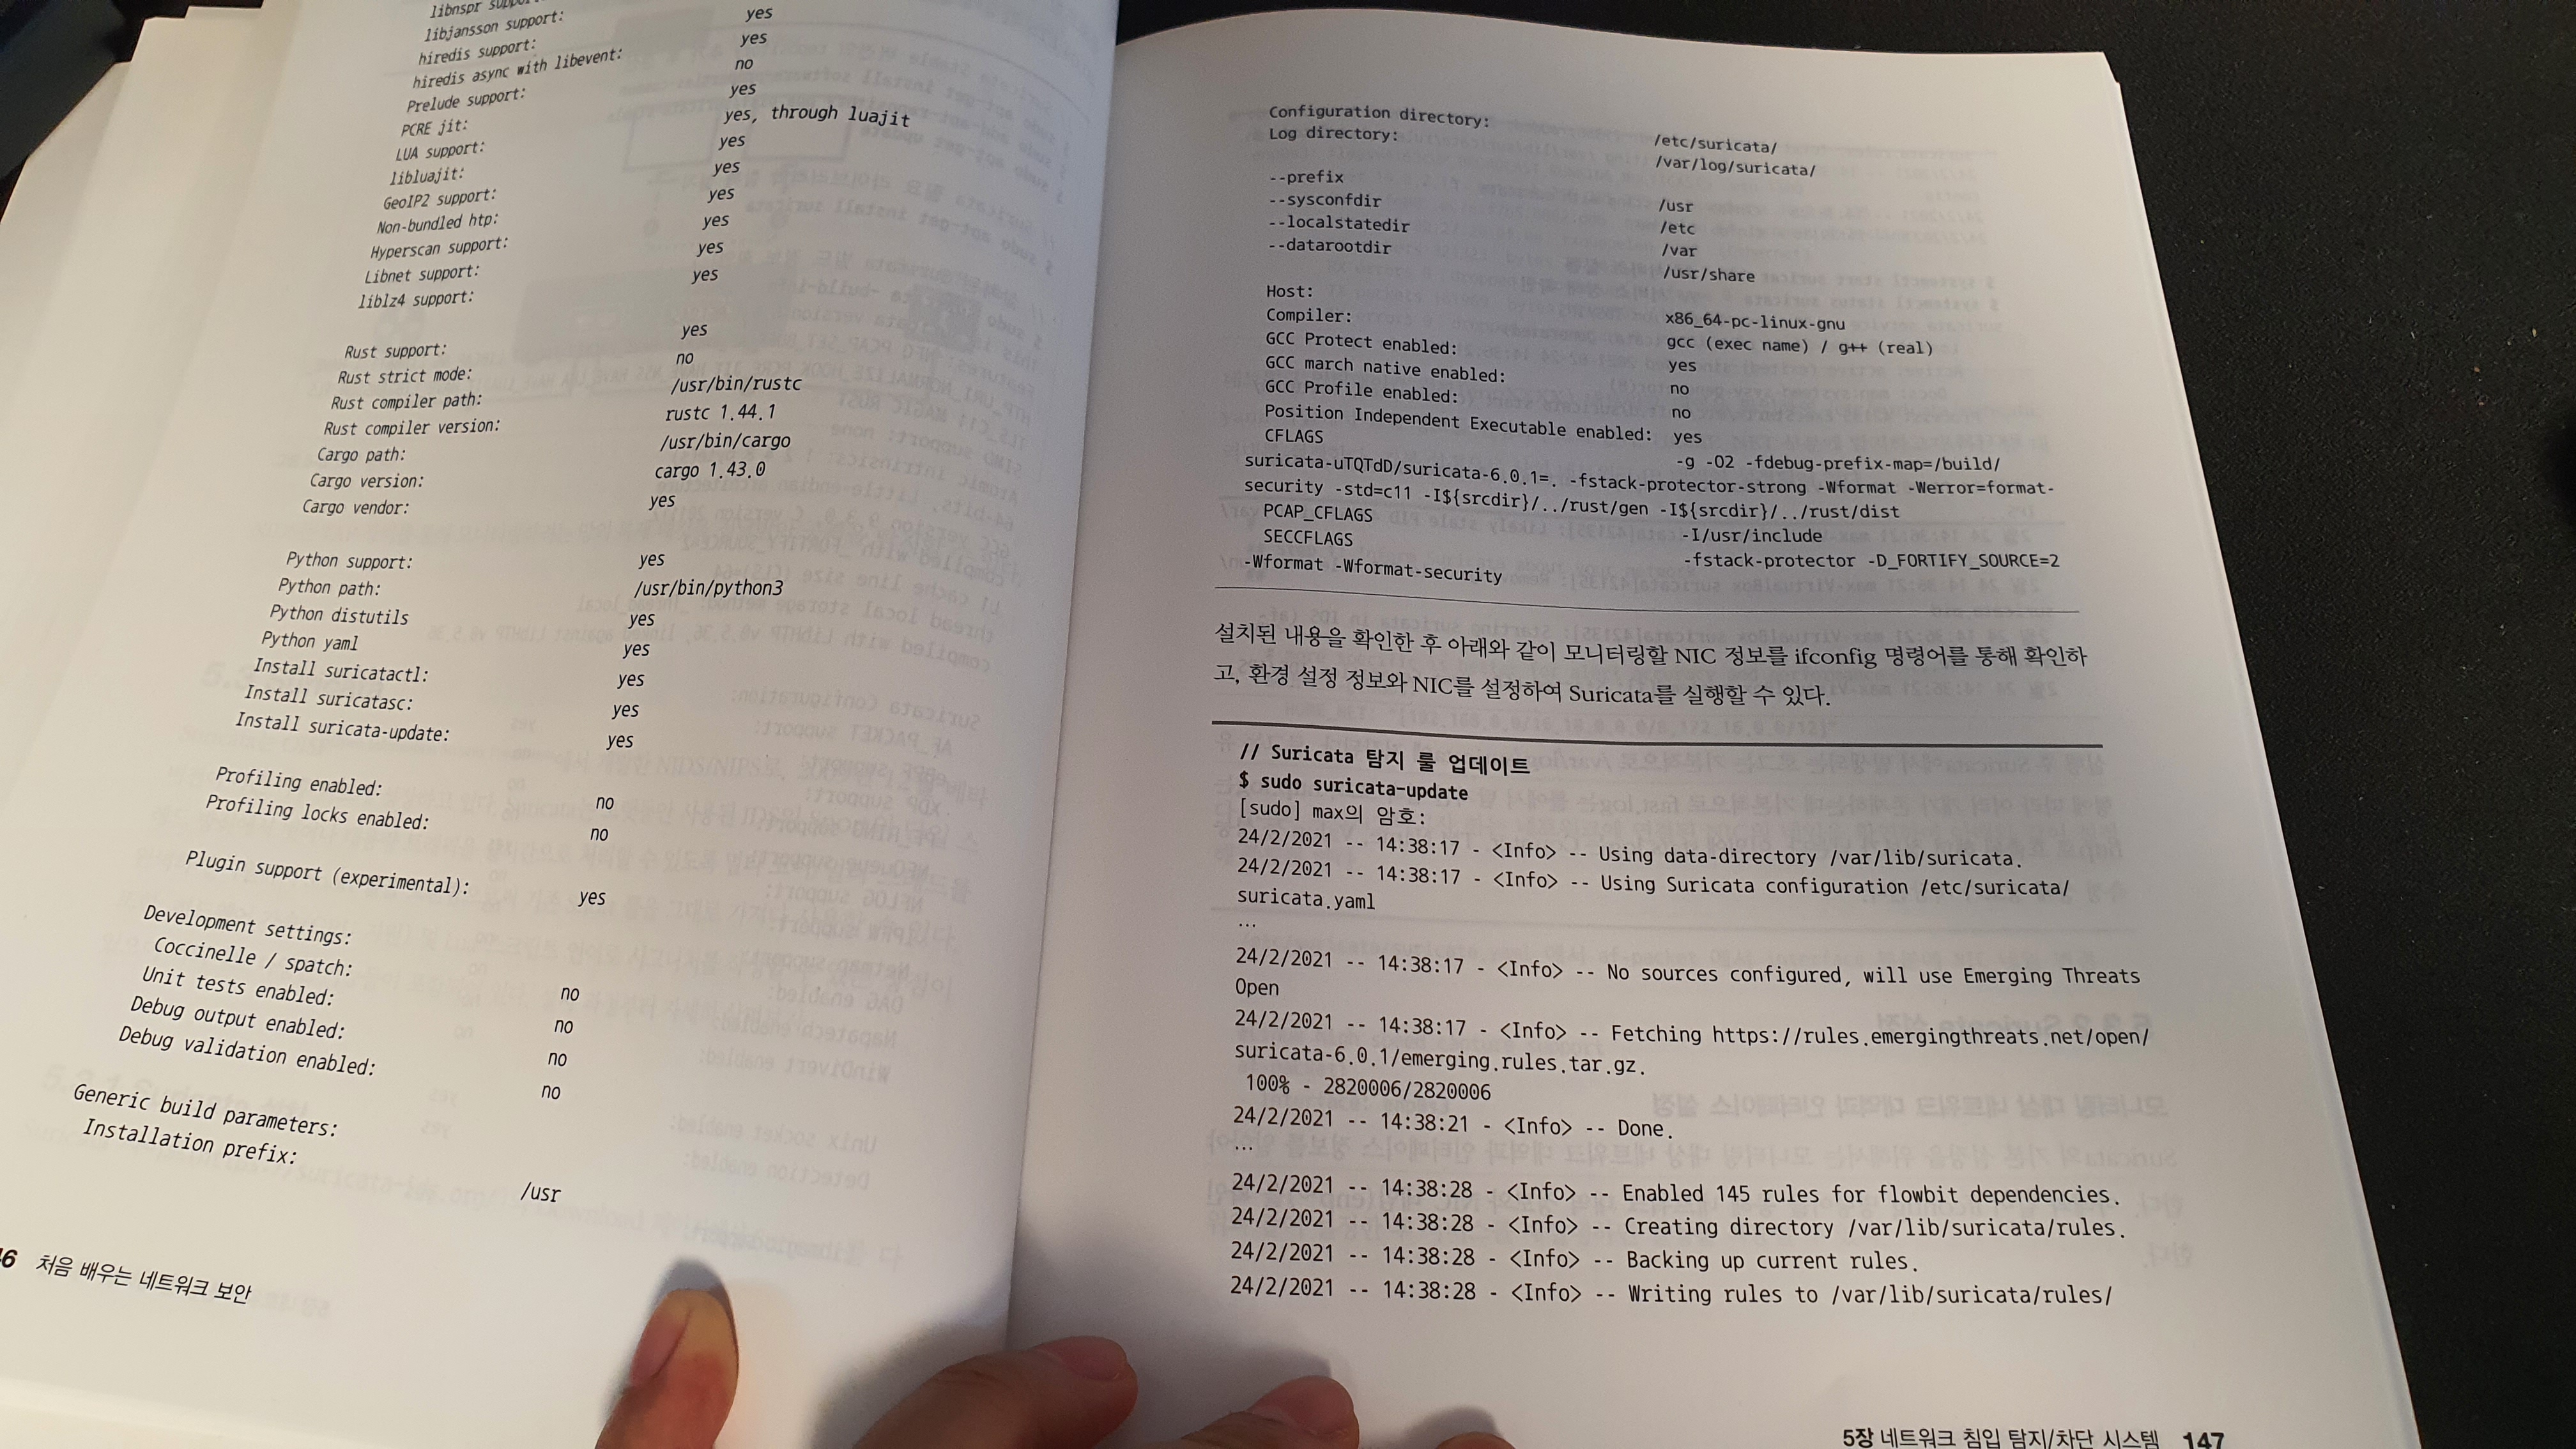 libjansson support:
hiredis support: yes
hiredis async with libevent: yes
Prelude support: no
PCRE jit: yes
LUA support: yes, through luajit
libluajit: yes
GeoIP2 support: yes
Non-bundled htp: yes
Hyperscan support: yes
Libnet support: yes
liblz4 support: yes
Rust support: yes
Rust strict mode: no
Rust compiler path: /usr/bin/rustc
Rust compiler version: rustc 1.44.1
Cargo path: /usr/bin/cargo
Cargo version: cargo 1.43.0
Cargo vendor: yes
Python support: yes
Python path: /usr/bin/python3
Python distutils yes
Python yaml yes
Install suricatactl: yes
Install suricatasc: yes
Install suricata-update: yes
Profiling enabled: no
Profiling locks enabled: no
Plugin support (experimental): yes
Development settings:
Coccinelle / spatch: no
Unit tests enabled: no
Debug output enabled: no
Debug validation enabled: no
Generic build parameters:
Installation prefix: /usr
6 처음 배우는 네트워크 보안
Configuration directory: /etc/suricata/
Log directory: /var/log/suricata/
--prefix /usr
--sysconfdir /etc
--localstatedir /var
--datarootdir /usr/share
Host: x86_64-pc-linux-gnu
Compiler: gcc (exec name) / g++ (real)
GCC Protect enabled: yes
GCC march native enabled: no
GCC Profile enabled: no
Position Independent Executable enabled: yes
CFLAGS -g -O2 -fdebug-prefix-map=/build/
suricata-uTQTdD/suricata-6.0.1=. -fstack-protector-strong -Wformat -Werror=format-
security -std=c11 -I${srcdir}/../rust/gen -I${srcdir}/../rust/dist
PCAP_CFLAGS -I/usr/include
SECCFLAGS -fstack-protector -D_FORTIFY_SOURCE=2
-Wformat -Wformat-security
설치된 내용을 확인한 후 아래와 같이 모니터링할 NIC 정보를 ifconfig 명령어를 통해 확인하
고, 환경 설정 정보와 NIC를 설정하여 Suricata를 실행할 수 있다.
// Suricata 탐지 룰 업데이트
$ sudo suricata-update
[sudo] max의 암호:
24/2/2021 -- 14:38:17 - <Info> -- Using data-directory /var/lib/suricata.
24/2/2021 -- 14:38:17 - <Info> -- Using Suricata configuration /etc/suricata/
suricata.yaml
...
24/2/2021 -- 14:38:17 - <Info> -- No sources configured, will use Emerging Threats
Open
24/2/2021 -- 14:38:17 - <Info> -- Fetching https://rules.emergingthreats.net/open/
suricata-6.0.1/emerging.rules.tar.gz.
100% - 2820006/2820006
24/2/2021 -- 14:38:21 - <Info> -- Done.
...
24/2/2021 -- 14:38:28 - <Info> -- Enabled 145 rules for flowbit dependencies.
24/2/2021 -- 14:38:28 - <Info> -- Creating directory /var/lib/suricata/rules.
24/2/2021 -- 14:38:28 - <Info> -- Backing up current rules.
24/2/2021 -- 14:38:28 - <Info> -- Writing rules to /var/lib/suricata/rules/
5장 네트워크 침입 탐지/차단 시스템 147